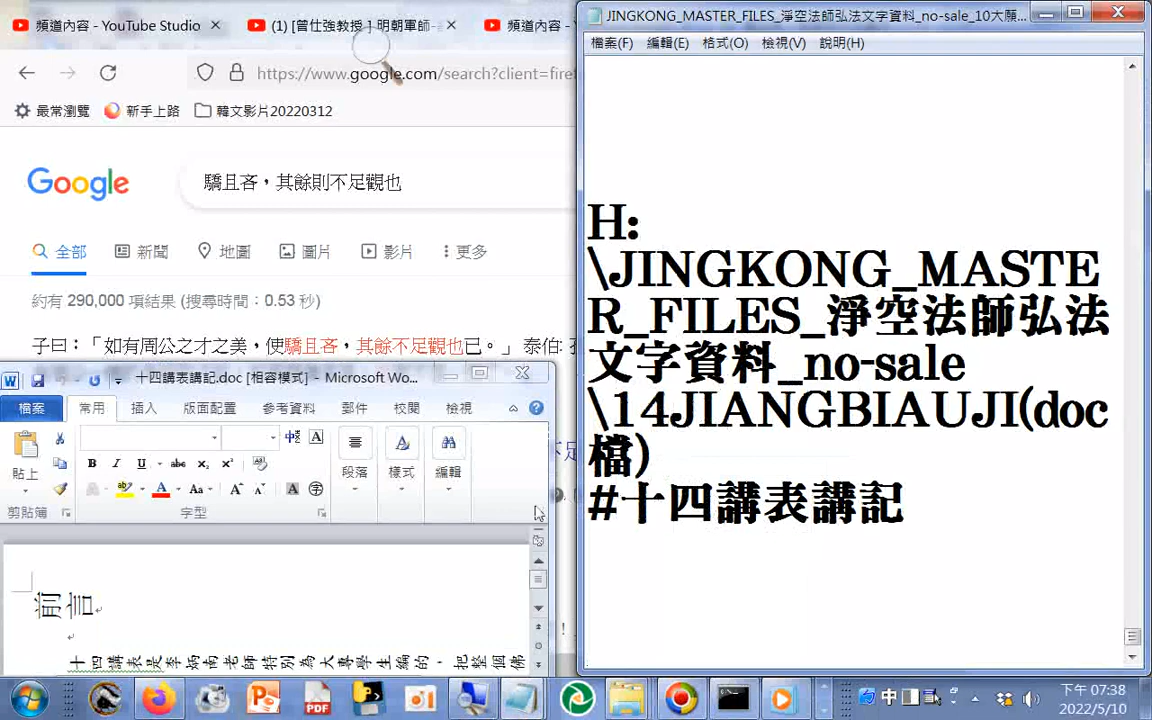 頻道內容 - YouTube Studio
(1) [曾仕強教授 ] 明朝軍師-
頻道內容 -
https://www.google.com/search?client=firef
最常瀏覽
新手上路
韓文影片20220312
Google
驕且吝，其餘則不足觀也
全部
新聞
地圖
圖片
影片
更多
約有 290,000 項結果 (搜尋時間：0.53 秒)
子曰：「如有周公之才之美，使驕且吝，其餘不足觀也已。」 泰伯:
十四講表講記.doc [相容模式] - Microsoft Wo...
檔案
常用
插入
版面配置
參考資料
郵件
校閱
檢視
貼上
段落
樣式
編輯
剪貼簿
字型
前言
十四講表是李炳南老師特別為大專學生編的，把整個佛
JINGKONG_MASTER_FILES_淨空法師弘法文字資料_no-sale_10大願...
檔案(F)
編輯(E)
格式(O)
檢視(V)
說明(H)
H:
\JINGKONG_MASTE
R_FILES_淨空法師弘法
文字資料_no-sale
\14JIANGBIAUJI(doc
檔)
#十四講表講記
中
下午 07:38
2022/5/10